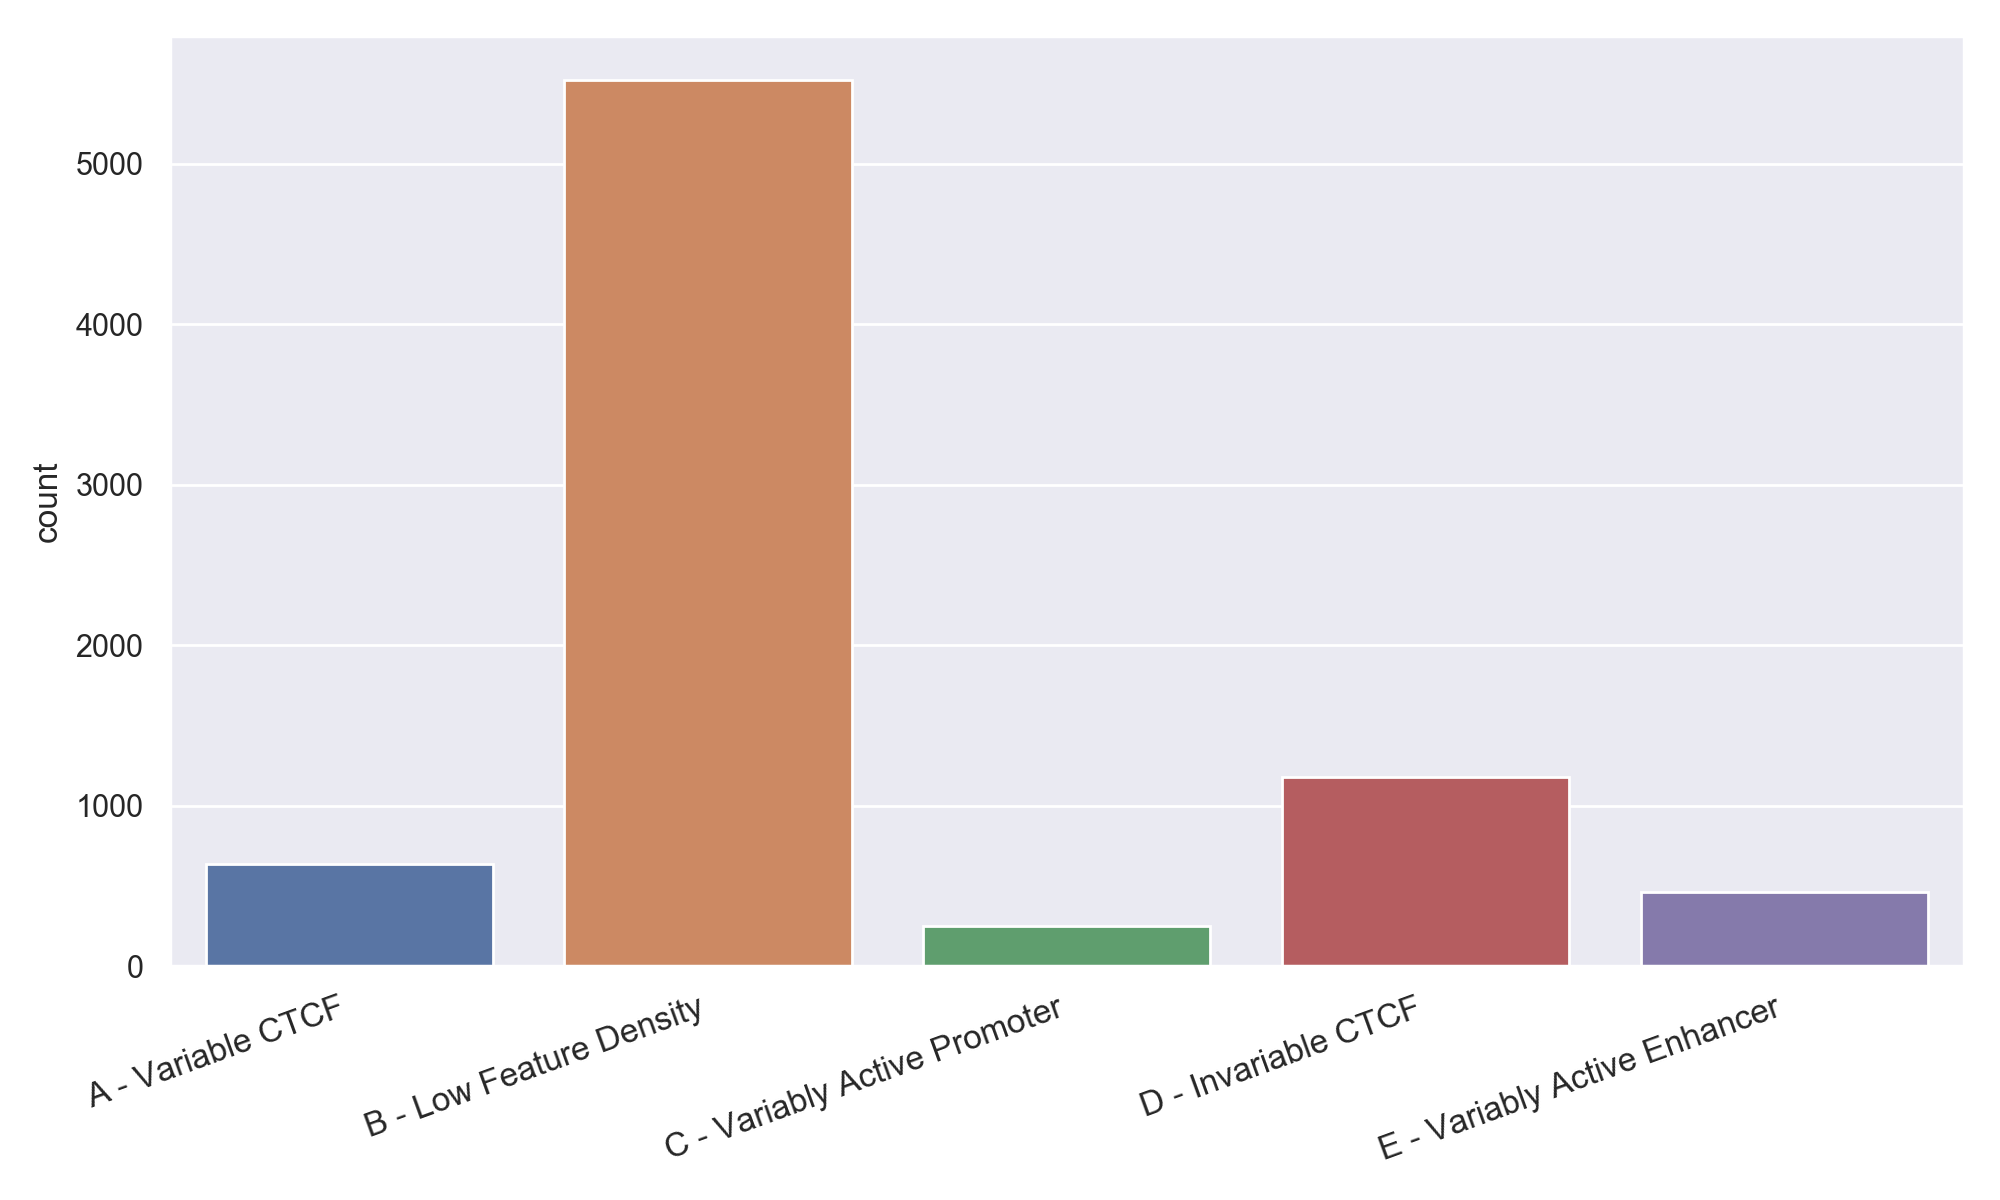 count
5000
4000
3000
2000
1000
0
A - Variable CTCF
B - Low Feature Density
C - Variably Active Promoter
D - Invariable CTCF
E - Variably Active Enhancer